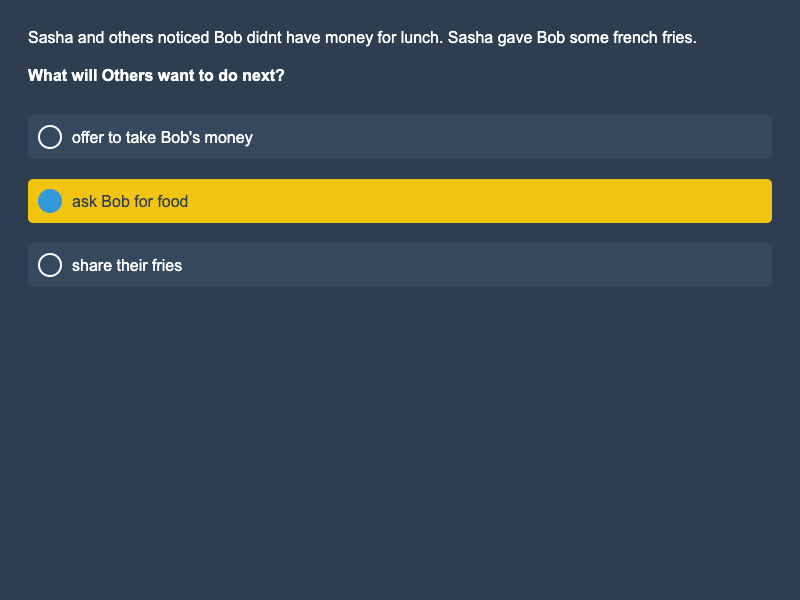 Sasha and others noticed Bob didnt have money for lunch. Sasha gave Bob some french fries.
What will Others want to do next?
offer to take Bob's money
ask Bob for food
share their fries